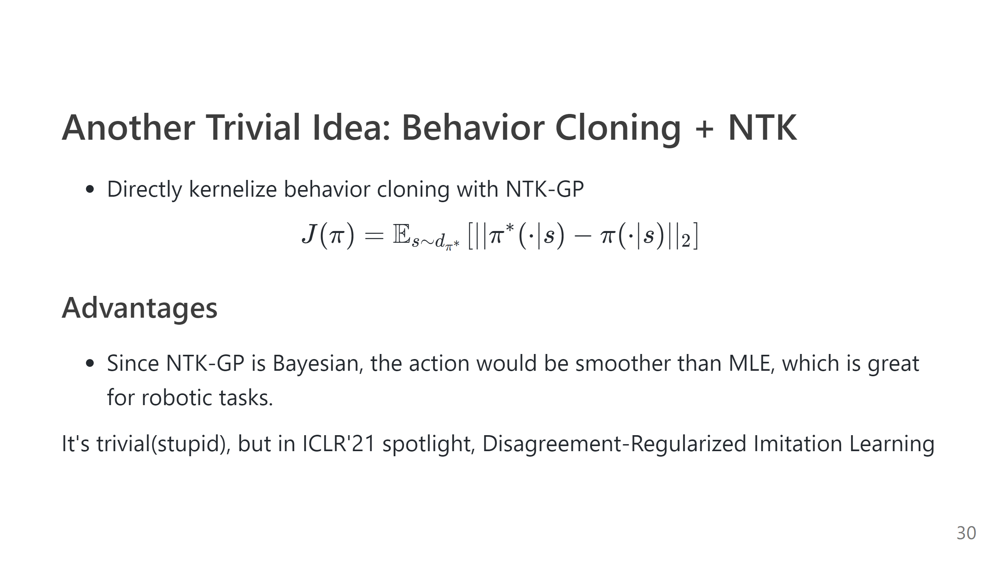 Another Trivial Idea: Behavior Cloning + NTK
• Directly kernelize behavior cloning with NTK-GP
$J(\pi) = \mathbb{E}_{s \sim d_{\pi^*}} [||\pi^*(\cdot|s) - \pi(\cdot|s)||_2]$
Advantages
• Since NTK-GP is Bayesian, the action would be smoother than MLE, which is great
for robotic tasks.
It's trivial(stupid), but in ICLR'21 spotlight, Disagreement-Regularized Imitation Learning
30